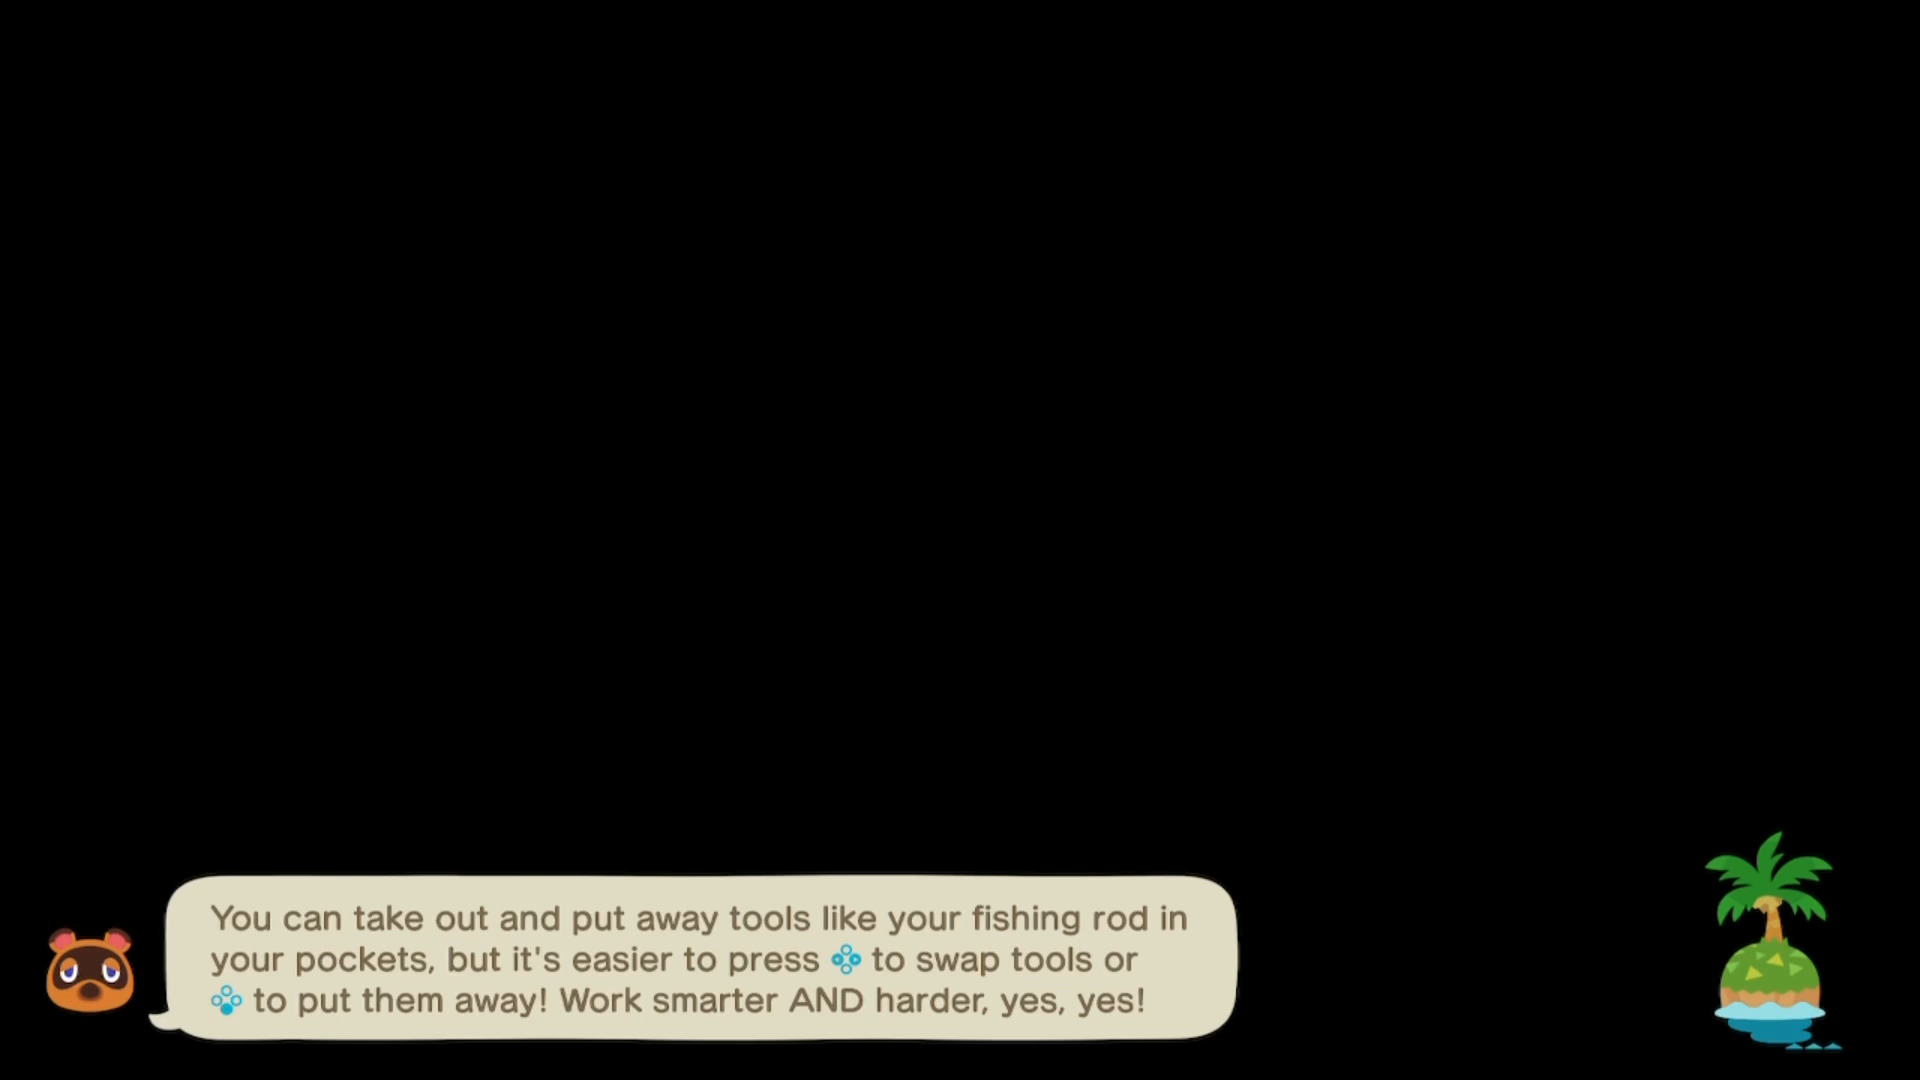 You can take out and put away tools like your fishing rod in
your pockets, but it's easier to press to swap tools or
to put them away! Work smarter AND harder, yes, yes!